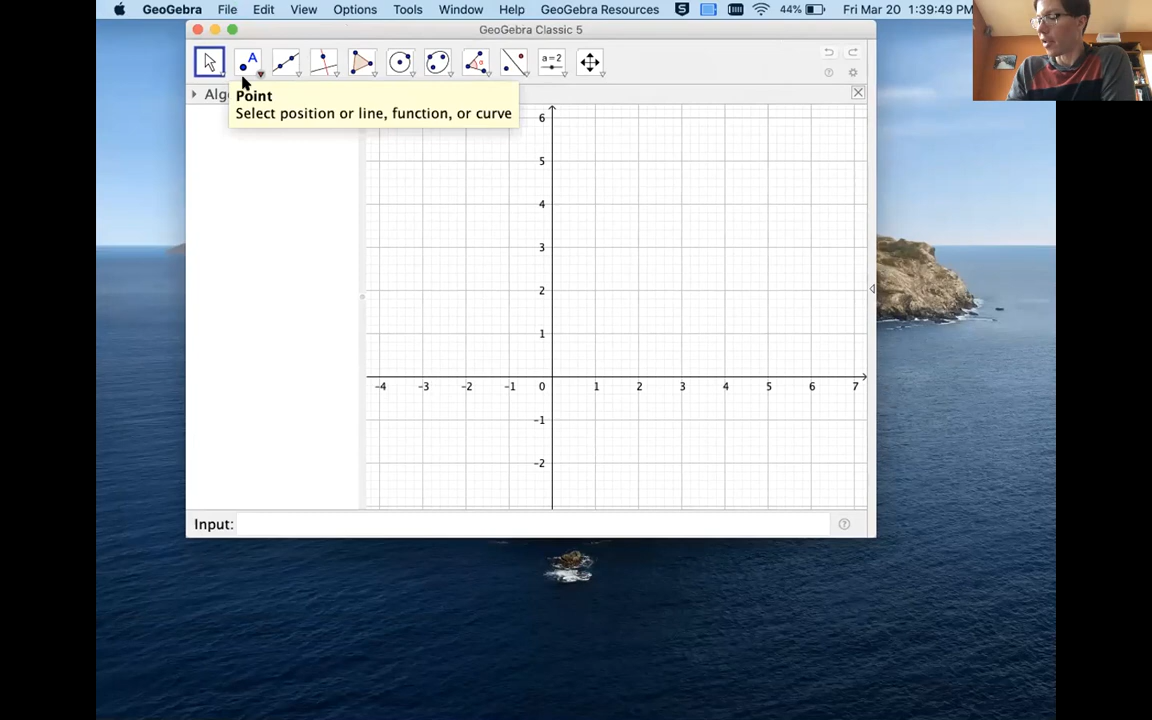 GeoGebra File Edit View Options Tools Window Help GeoGebra Resources 44% Fri Mar 20 1:39:49 PM
GeoGebra Classic 5
A
a=2
Alg
Point
Select position or line, function, or curve
6
5
4
3
2
1
-4 -3 -2 -1 0 1 2 3 4 5 6 7
-1
-2
Input: